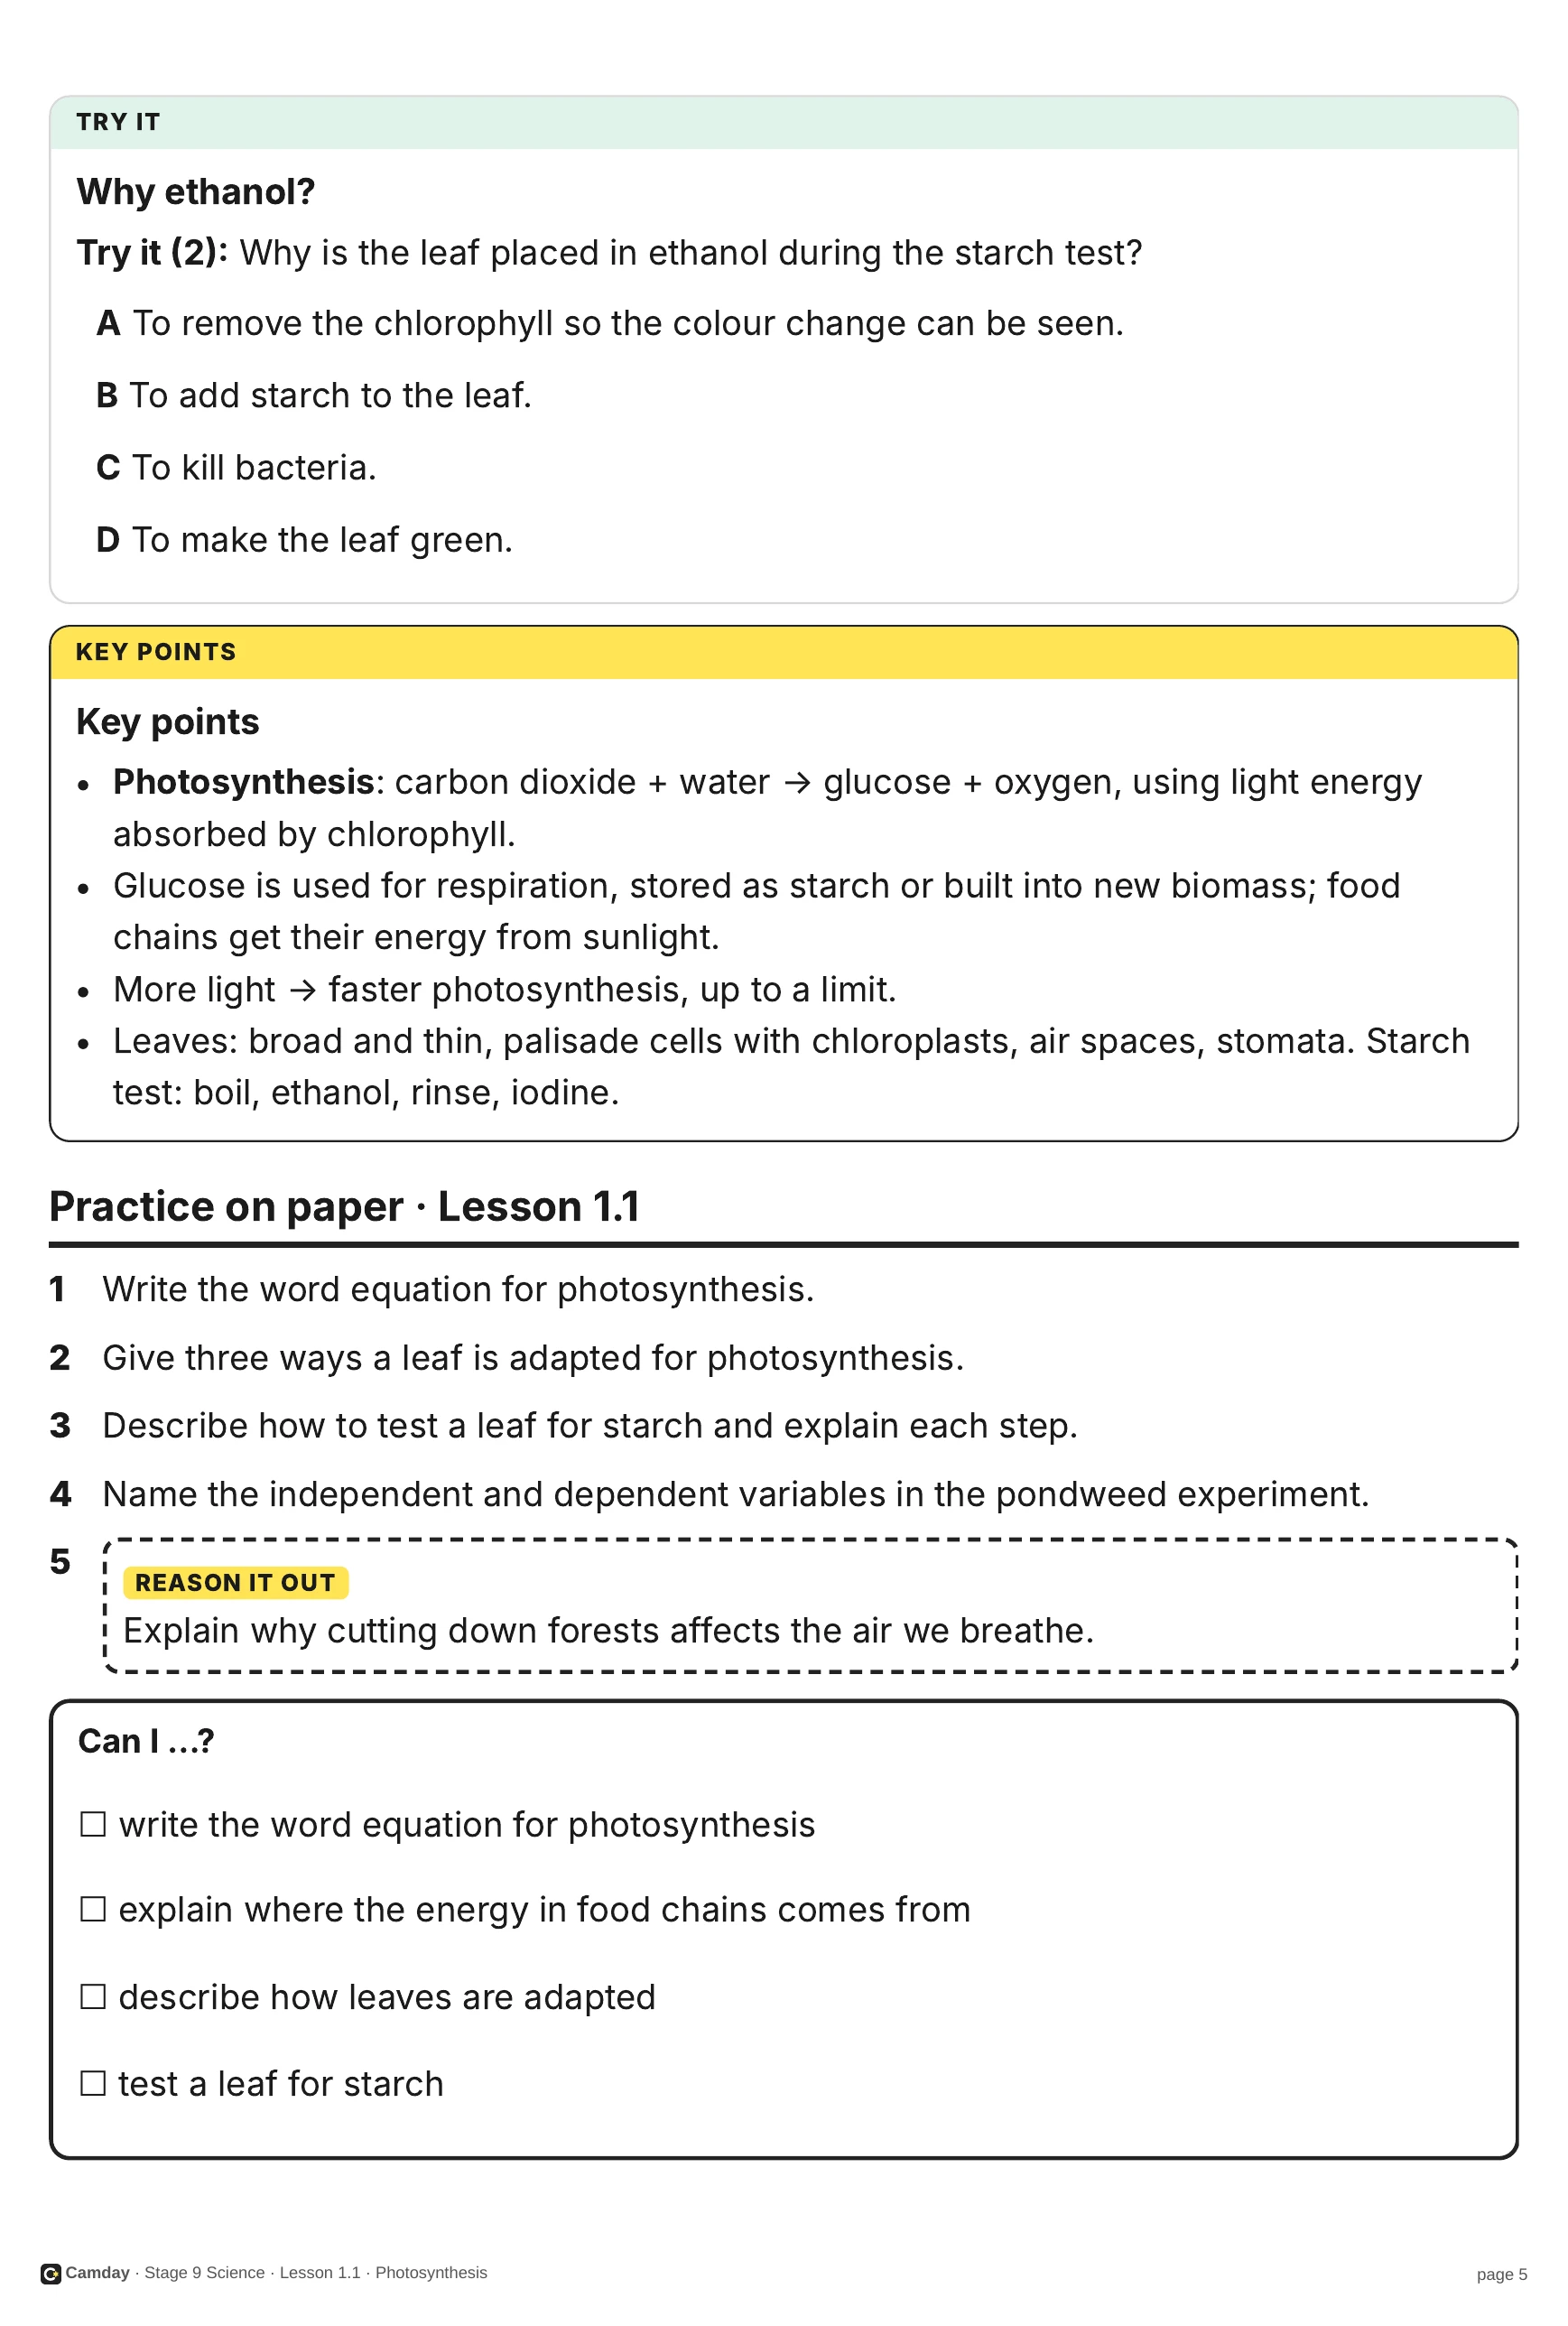 TRY IT
Why ethanol?
Try it (2): Why is the leaf placed in ethanol during the starch test?
A To remove the chlorophyll so the colour change can be seen.
B To add starch to the leaf.
C To kill bacteria.
D To make the leaf green.
KEY POINTS
Key points
• Photosynthesis: carbon dioxide + water → glucose + oxygen, using light energy
absorbed by chlorophyll.
• Glucose is used for respiration, stored as starch or built into new biomass; food
chains get their energy from sunlight.
• More light → faster photosynthesis, up to a limit.
• Leaves: broad and thin, palisade cells with chloroplasts, air spaces, stomata. Starch
test: boil, ethanol, rinse, iodine.
Practice on paper · Lesson 1.1
1 Write the word equation for photosynthesis.
2 Give three ways a leaf is adapted for photosynthesis.
3 Describe how to test a leaf for starch and explain each step.
4 Name the independent and dependent variables in the pondweed experiment.
5 REASON IT OUT
Explain why cutting down forests affects the air we breathe.
Can I ...?
☐ write the word equation for photosynthesis
☐ explain where the energy in food chains comes from
☐ describe how leaves are adapted
☐ test a leaf for starch
Camday · Stage 9 Science · Lesson 1.1 · Photosynthesis
page 5